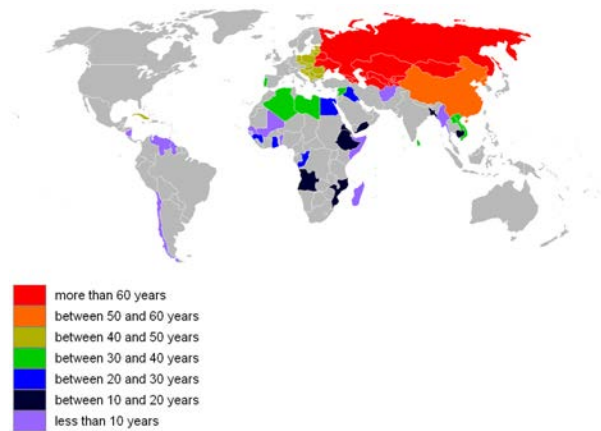 more than 60 years
between 50 and 60 years
between 40 and 50 years
between 30 and 40 years
between 20 and 30 years
between 10 and 20 years
less than 10 years